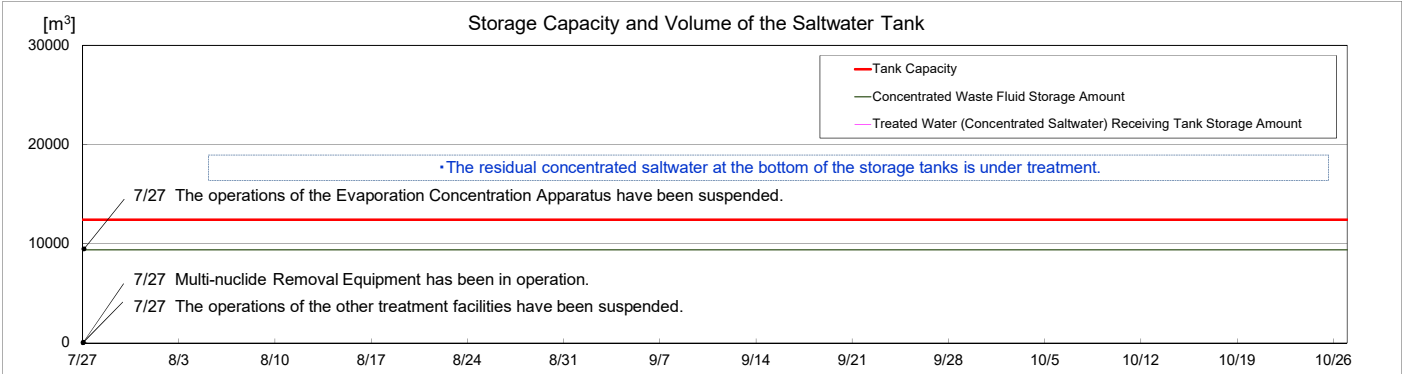 Storage Capacity and Volume of the Saltwater Tank
[m³]
30000
Tank Capacity
Concentrated Waste Fluid Storage Amount
Treated Water (Concentrated Saltwater) Receiving Tank Storage Amount
20000
・The residual concentrated saltwater at the bottom of the storage tanks is under treatment.
7/27 The operations of the Evaporation Concentration Apparatus have been suspended.
10000
7/27 Multi-nuclide Removal Equipment has been in operation.
7/27 The operations of the other treatment facilities have been suspended.
0
7/27 8/3 8/10 8/17 8/24 8/31 9/7 9/14 9/21 9/28 10/5 10/12 10/19 10/26